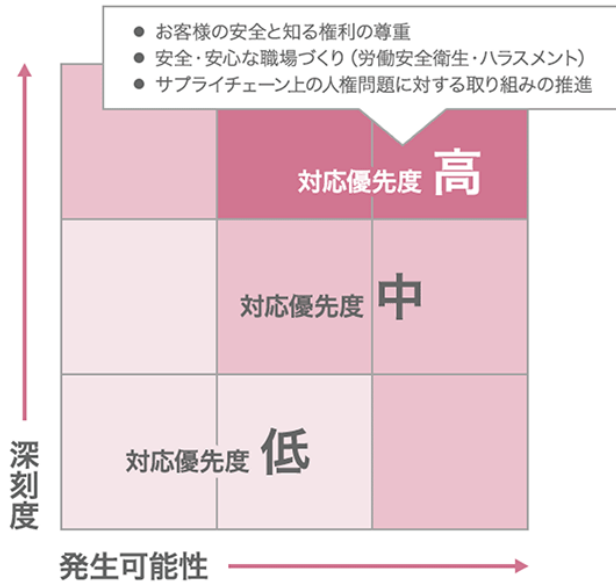 ● お客様の安全と知る権利の尊重
● 安全・安心な職場づくり（労働安全衛生・ハラスメント）
● サプライチェーン上の人権問題に対する取り組みの推進
対応優先度 高
対応優先度 中
対応優先度 低
深刻度
発生可能性